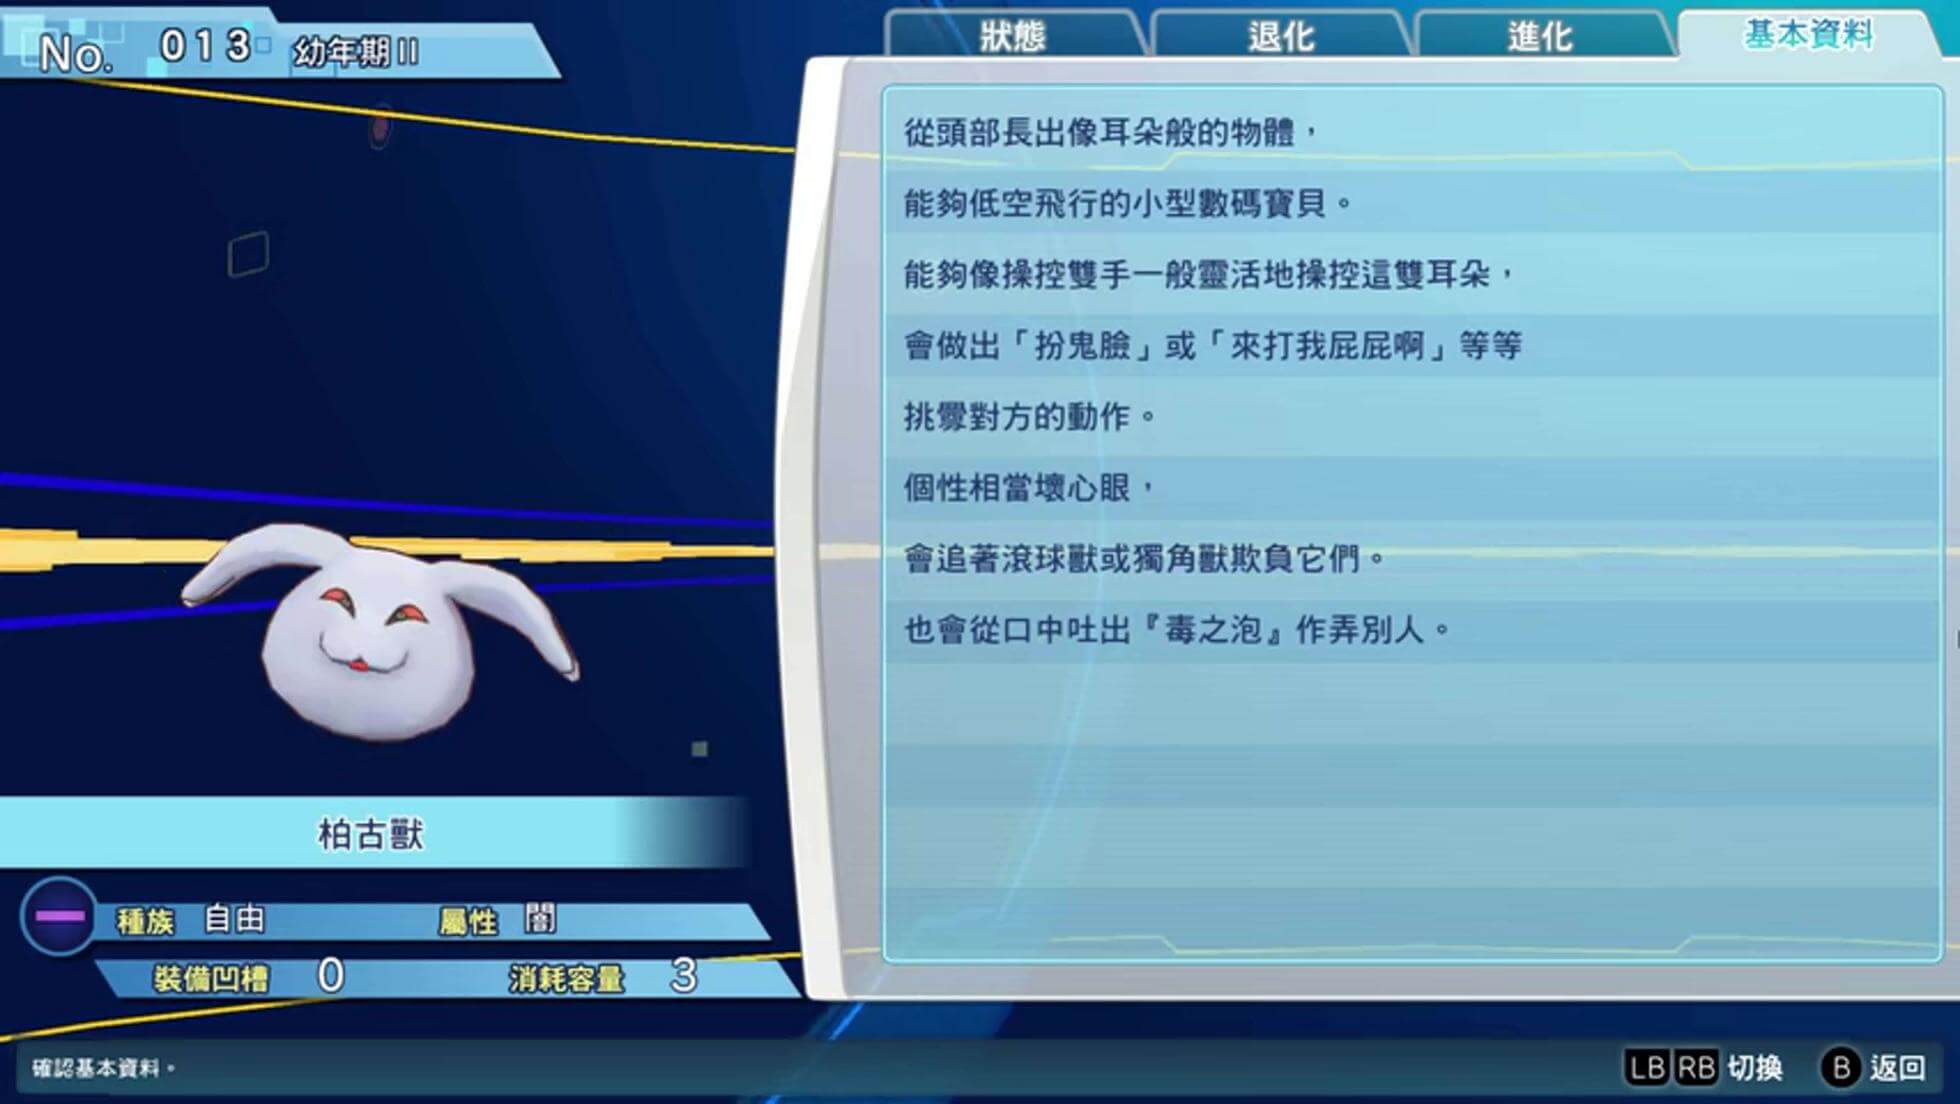 No. 013 幼年期II
狀態 退化 進化 基本資料
從頭部長出像耳朵般的物體，
能夠低空飛行的小型數碼寶貝。
能夠像操控雙手一般靈活地操控這雙耳朵，
會做出「扮鬼臉」或「來打我屁屁啊」等等
挑釁對方的動作。
個性相當壞心眼，
會追著滾球獸或獨角獸欺負它們。
也會從口中吐出『毒之泡』作弄別人。
柏古獸
種族 自由 屬性 闇
裝備凹槽 0 消耗容量 3
確認基本資料。
LB RB 切換 B 返回